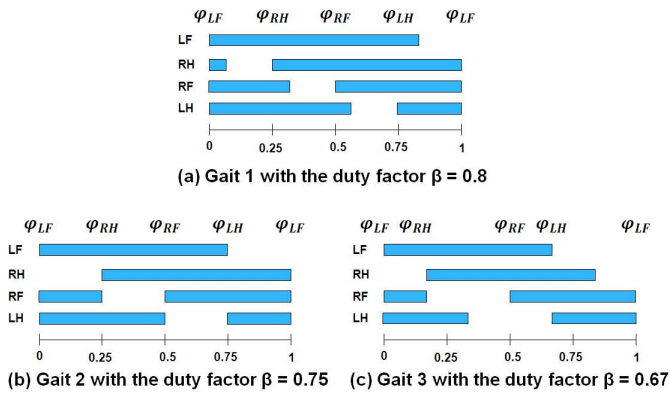 φLF φRH φRF φLH φLF
LF
RH
RF
LH
0 0.25 0.5 0.75 1
(a) Gait 1 with the duty factor β = 0.8
φLF φRH φRF φLH φLF
LF
RH
RF
LH
0 0.25 0.5 0.75 1
(b) Gait 2 with the duty factor β = 0.75
φLF φRH φRF φLH φLF
LF
RH
RF
LH
0 0.25 0.5 0.75 1
(c) Gait 3 with the duty factor β = 0.67